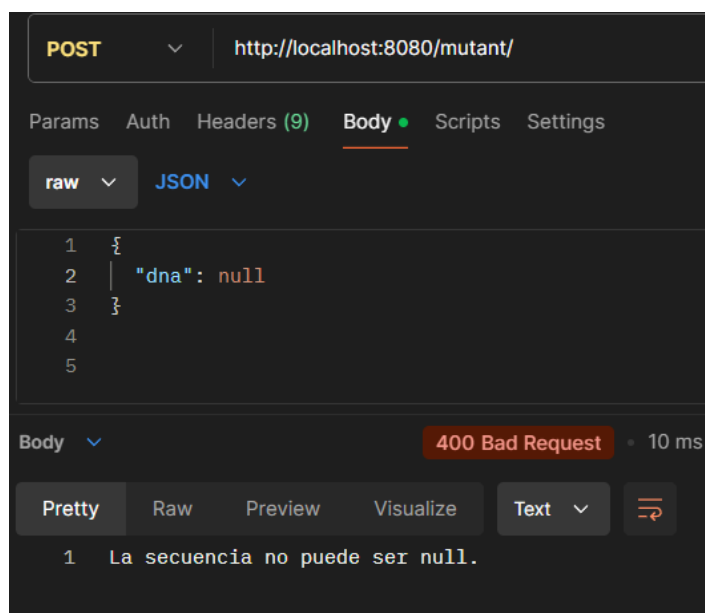 POST http://localhost:8080/mutant/
Params Auth Headers (9) Body Scripts Settings
raw JSON
1 {
2 "dna": null
3 }
4
5
Body 400 Bad Request 10 ms
Pretty Raw Preview Visualize Text
1 La secuencia no puede ser null.